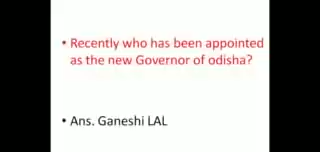 • Recently who has been appointed
as the new Governor of odisha?
• Ans. Ganeshi LAL